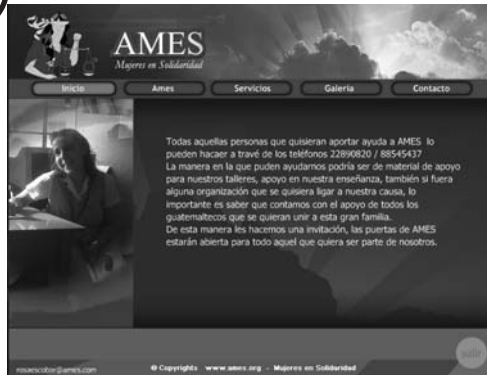 AMES
Mujeres en Solidaridad
Inicio Ames Servicios Galeria Contacto
Todas aquellas personas que quisieran aportar ayuda a AMES lo
pueden hacaer a travé de los teléfonos 22890820 / 88545437
La manera en la que puden ayudarnos podría ser de material de apoyo
para nuestros talleres, apoyo en nuestra enseñanza, también si fuera
alguna organización que se quisiera ligar a nuestra causa, lo
importante es saber que contamos con el apoyo de todos los
guatemaltecos que se quieran unir a esta gran familia.
De esta manera les hacemos una invitación, las puertas de AMES
estarán abierta para todo aquel que quiera ser parte de nosotros.
salir
rosaescobar@ames.com © Copyrights www.ames.org - Mujeres en Solidaridad